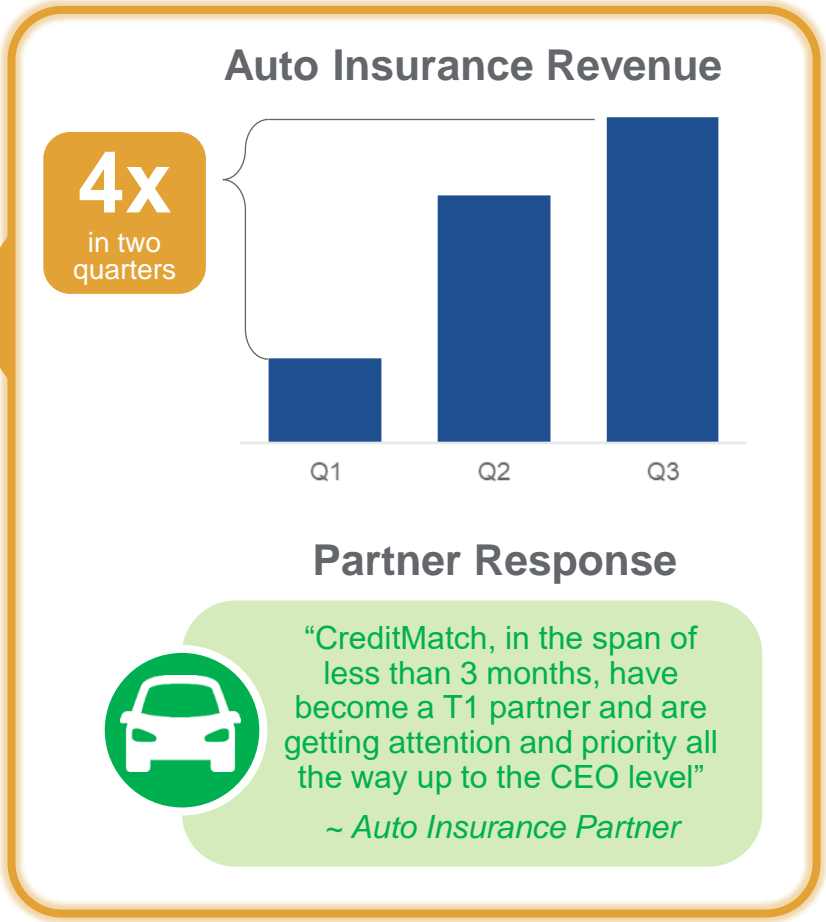 Auto Insurance Revenue
4x
in two
quarters
Q1
Q2
Q3
Partner Response
“CreditMatch, in the span of
less than 3 months, have
become a T1 partner and are
getting attention and priority all
the way up to the CEO level”
~ Auto Insurance Partner